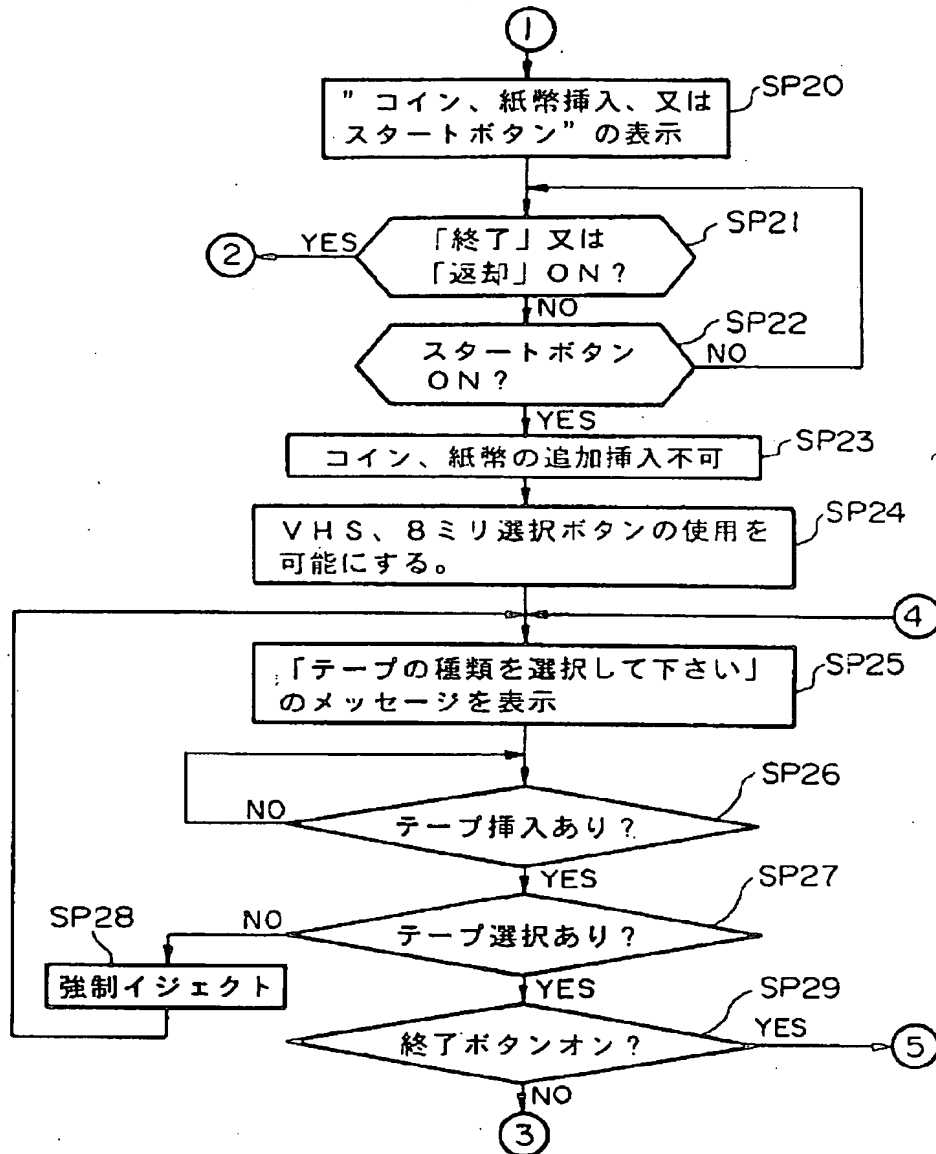 1
SP20
”コイン、紙幣挿入、又は
スタートボタン”の表示
SP21
「終了」又は
「返却」ON？
YES
2
NO
SP22
スタートボタン
ON？
NO
YES
SP23
コイン、紙幣の追加挿入不可
SP24
VHS、8ミリ選択ボタンの使用を
可能にする。
4
SP25
「テープの種類を選択して下さい」
のメッセージを表示
SP26
テープ挿入あり？
NO
YES
SP27
テープ選択あり？
NO
SP28
強制イジェクト
YES
SP29
終了ボタンオン？
YES
5
NO
3